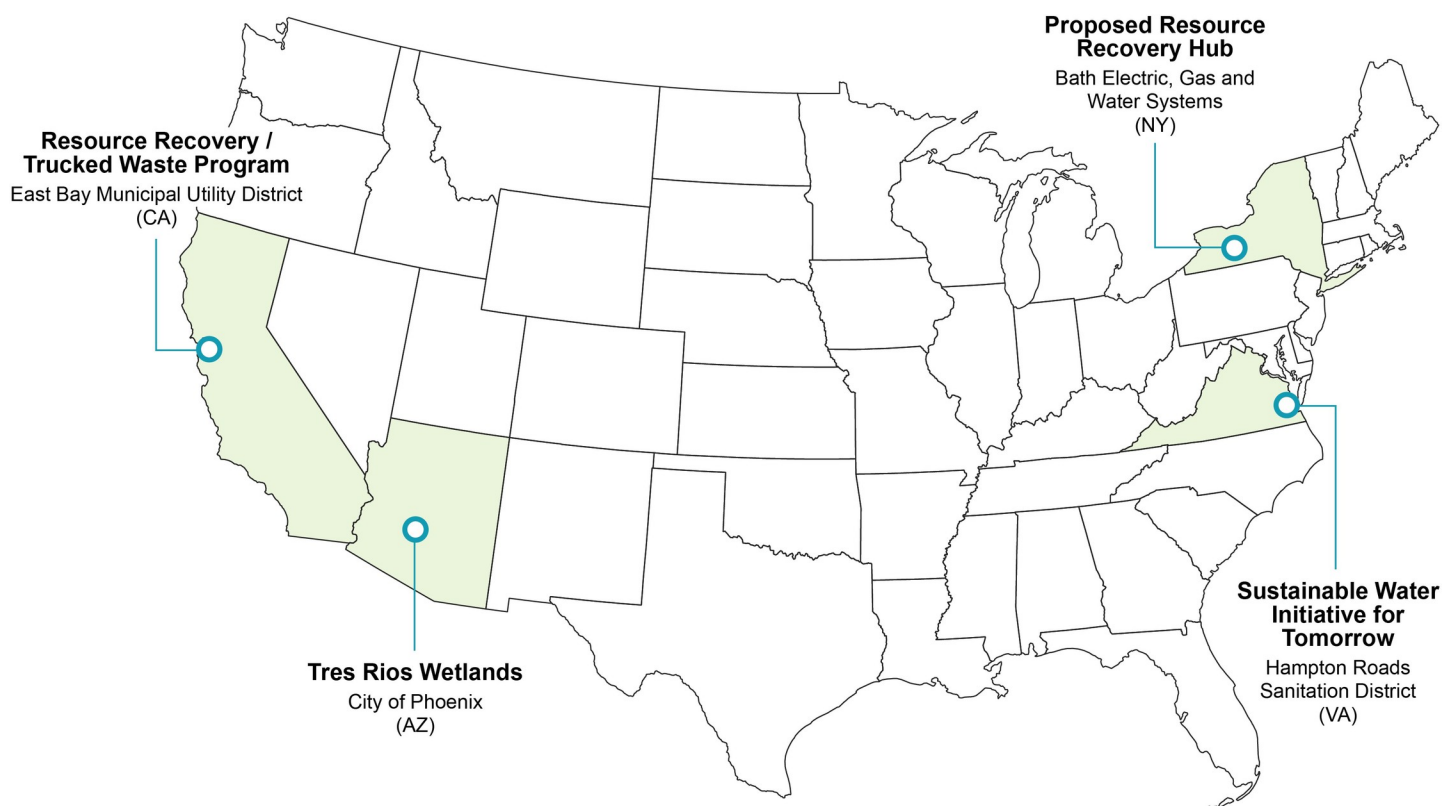 Proposed Resource
Recovery Hub
Bath Electric, Gas and
Water Systems
(NY)
Resource Recovery /
Trucked Waste Program
East Bay Municipal Utility District
(CA)
Sustainable Water
Initiative for
Tomorrow
Hampton Roads
Sanitation District
(VA)
Tres Rios Wetlands
City of Phoenix
(AZ)